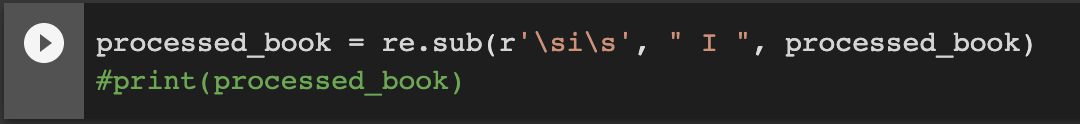 processed_book = re.sub(r'\si\s', " I ", processed_book)
#print(processed_book)